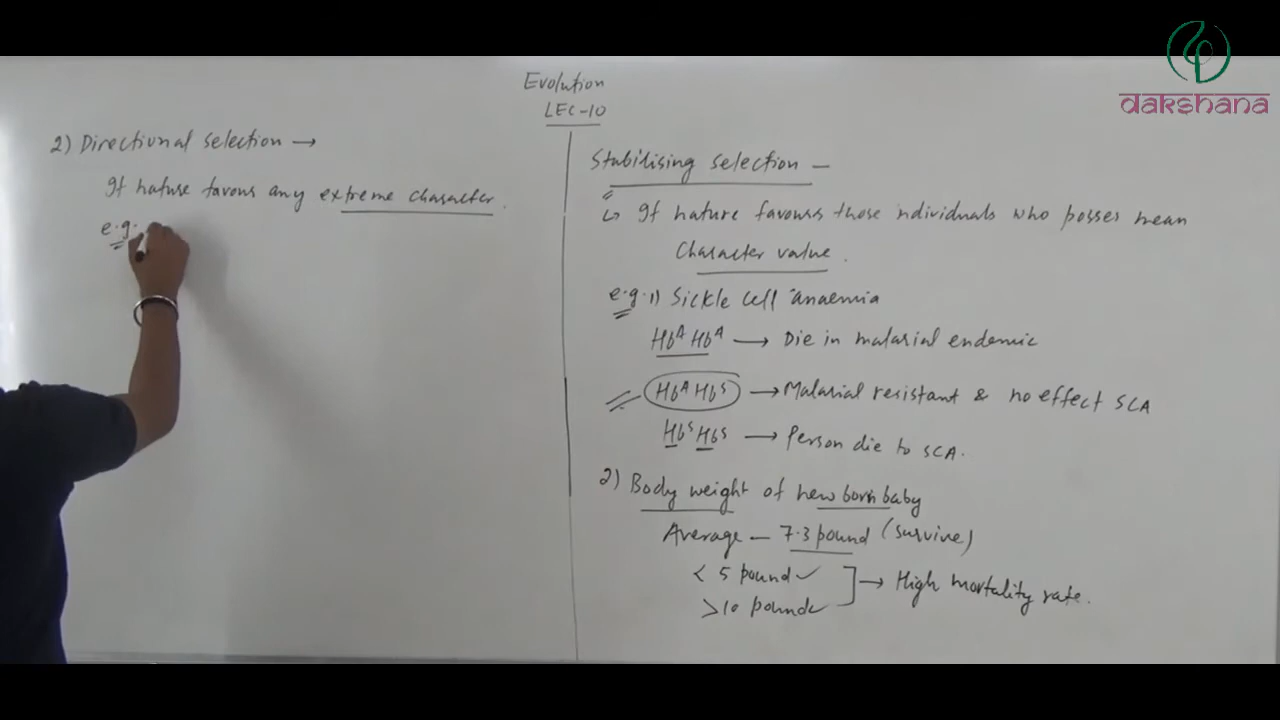 dakshana
Evolution
LEC-10
2) Directional selection →
If nature favours any extreme character.
e.g.
Stabilising selection –
↳ If nature favours those individuals who posses mean
Character value.
e.g. 1) Sickle cell anaemia
Hbᴬ Hbᴬ → Die in malarial endemic
Hbᴬ Hbˢ → Malarial resistant & no effect SCA
Hbˢ Hbˢ → Person die to SCA.
2) Body weight of new born baby
Average – 7.3 pound (survive)
< 5 pound ✓
> 10 pound ✓ → High mortality rate.